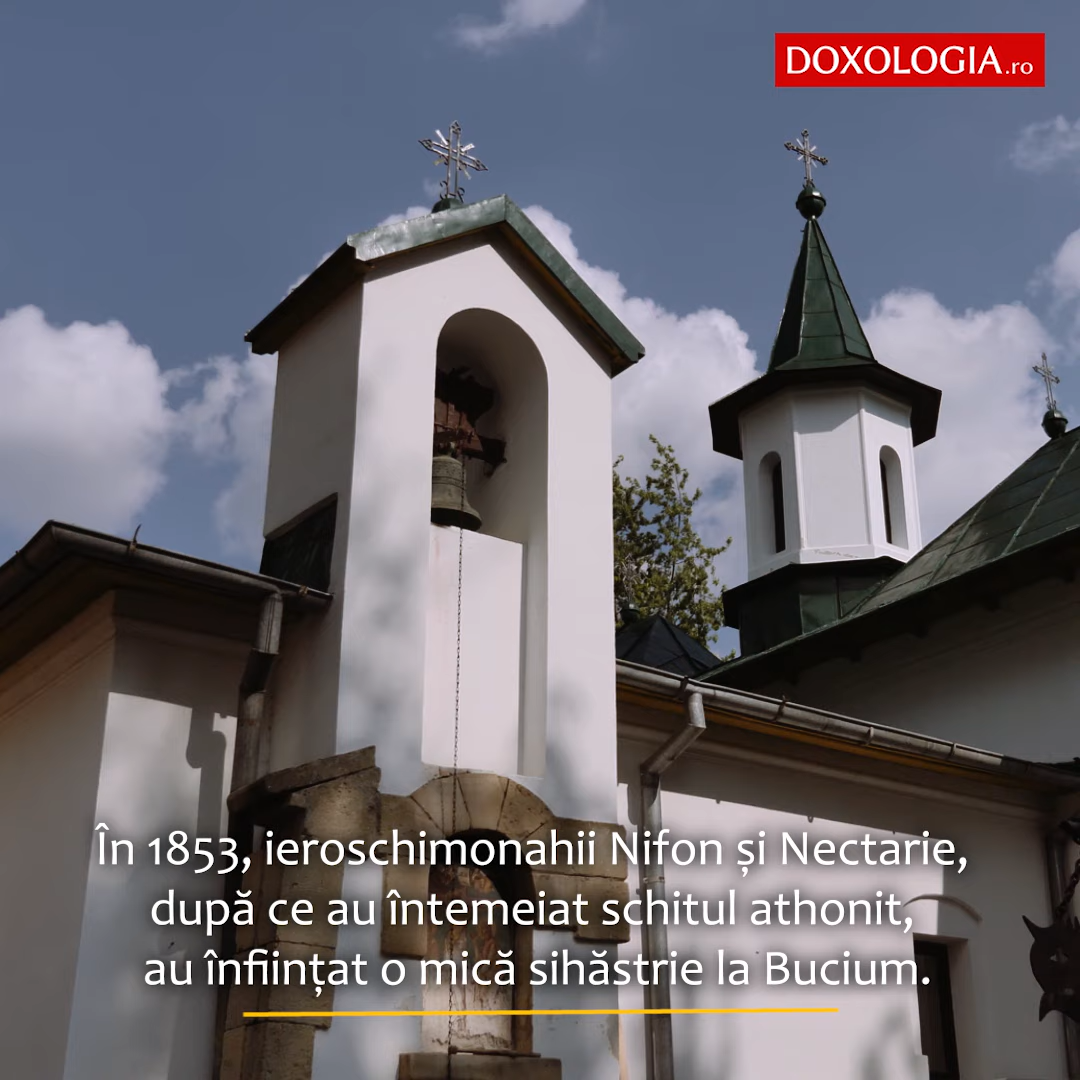 DOXOLOGIA.ro
În 1853, ieroschimonahii Nifon și Nectarie,
după ce au întemeiat schitul athonit,
au înființat o mică sihăstrie la Bucium.